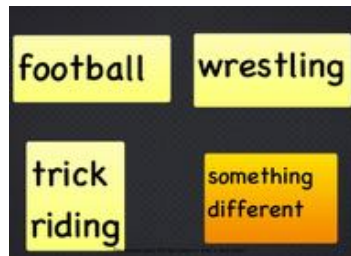 football
wrestling
trick
riding
something
different